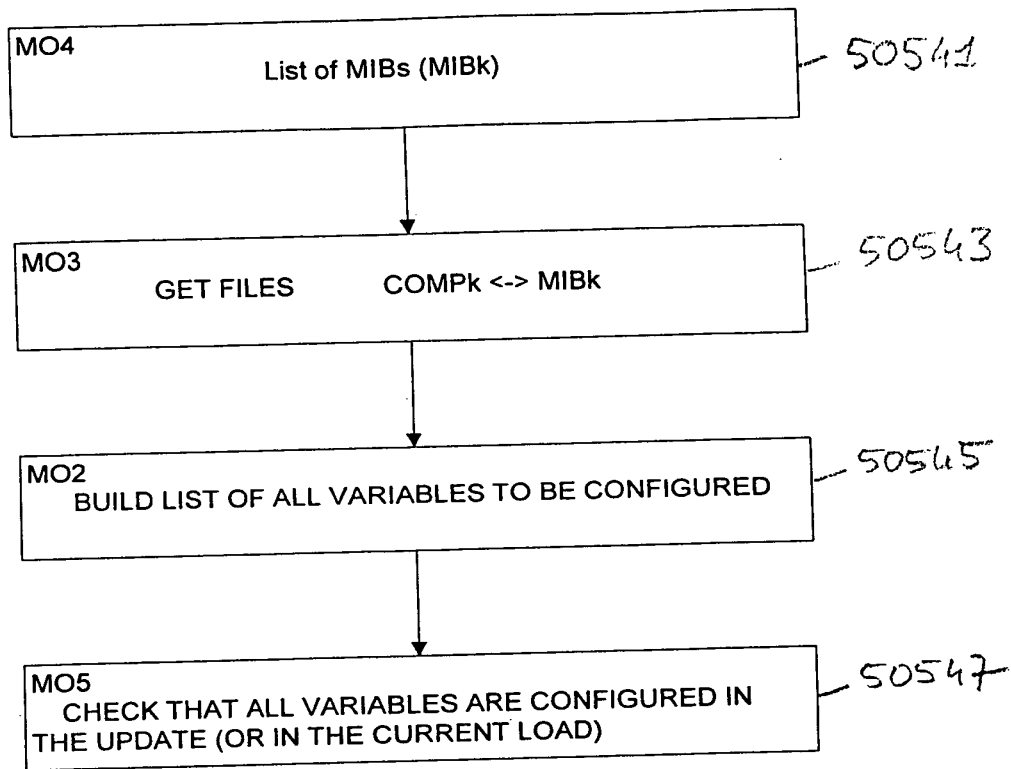 MO4
List of MIBs (MIBk)
50541
MO3
GET FILES COMPk <-> MIBk
50543
MO2
BUILD LIST OF ALL VARIABLES TO BE CONFIGURED
50545
MO5
CHECK THAT ALL VARIABLES ARE CONFIGURED IN
THE UPDATE (OR IN THE CURRENT LOAD)
50547